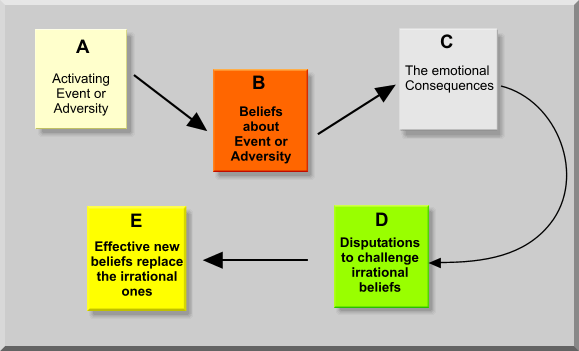 A
Activating
Event or
Adversity
B
Beliefs
about
Event or
Adversity
C
The emotional
Consequences
D
Disputations
to challenge
irrational
beliefs
E
Effective new
beliefs replace
the irrational
ones